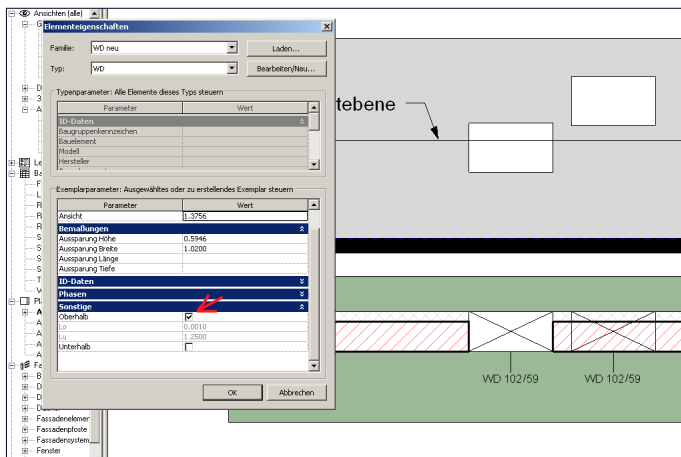 Ansichten (alle)
Elementeigenschaften
Familie: WD neu Laden...
Typ: WD Bearbeiten/Neu...
Typenparameter: Alle Elemente dieses Typs steuern
Parameter Wert
ID-Daten
Baugruppenkennzeichen
Bauelement
Modell
Hersteller
Exemplarparameter: Ausgewähltes oder zu erstellendes Exemplar steuern
Parameter Wert
Ansicht 1.3756
Bemaßungen
Aussparung Höhe 0.5946
Aussparung Breite 1.0200
Aussparung Länge
Aussparung Tiefe
ID-Daten
Phasen
Sonstige
Oberhalb
Lo 0.0010
Lu 1.2500
Unterhalb
OK Abbrechen
Fassadenelemer
Fassadenpfoste
Fassadensystem
Fenster
tebene
WD 102/59 WD 102/59